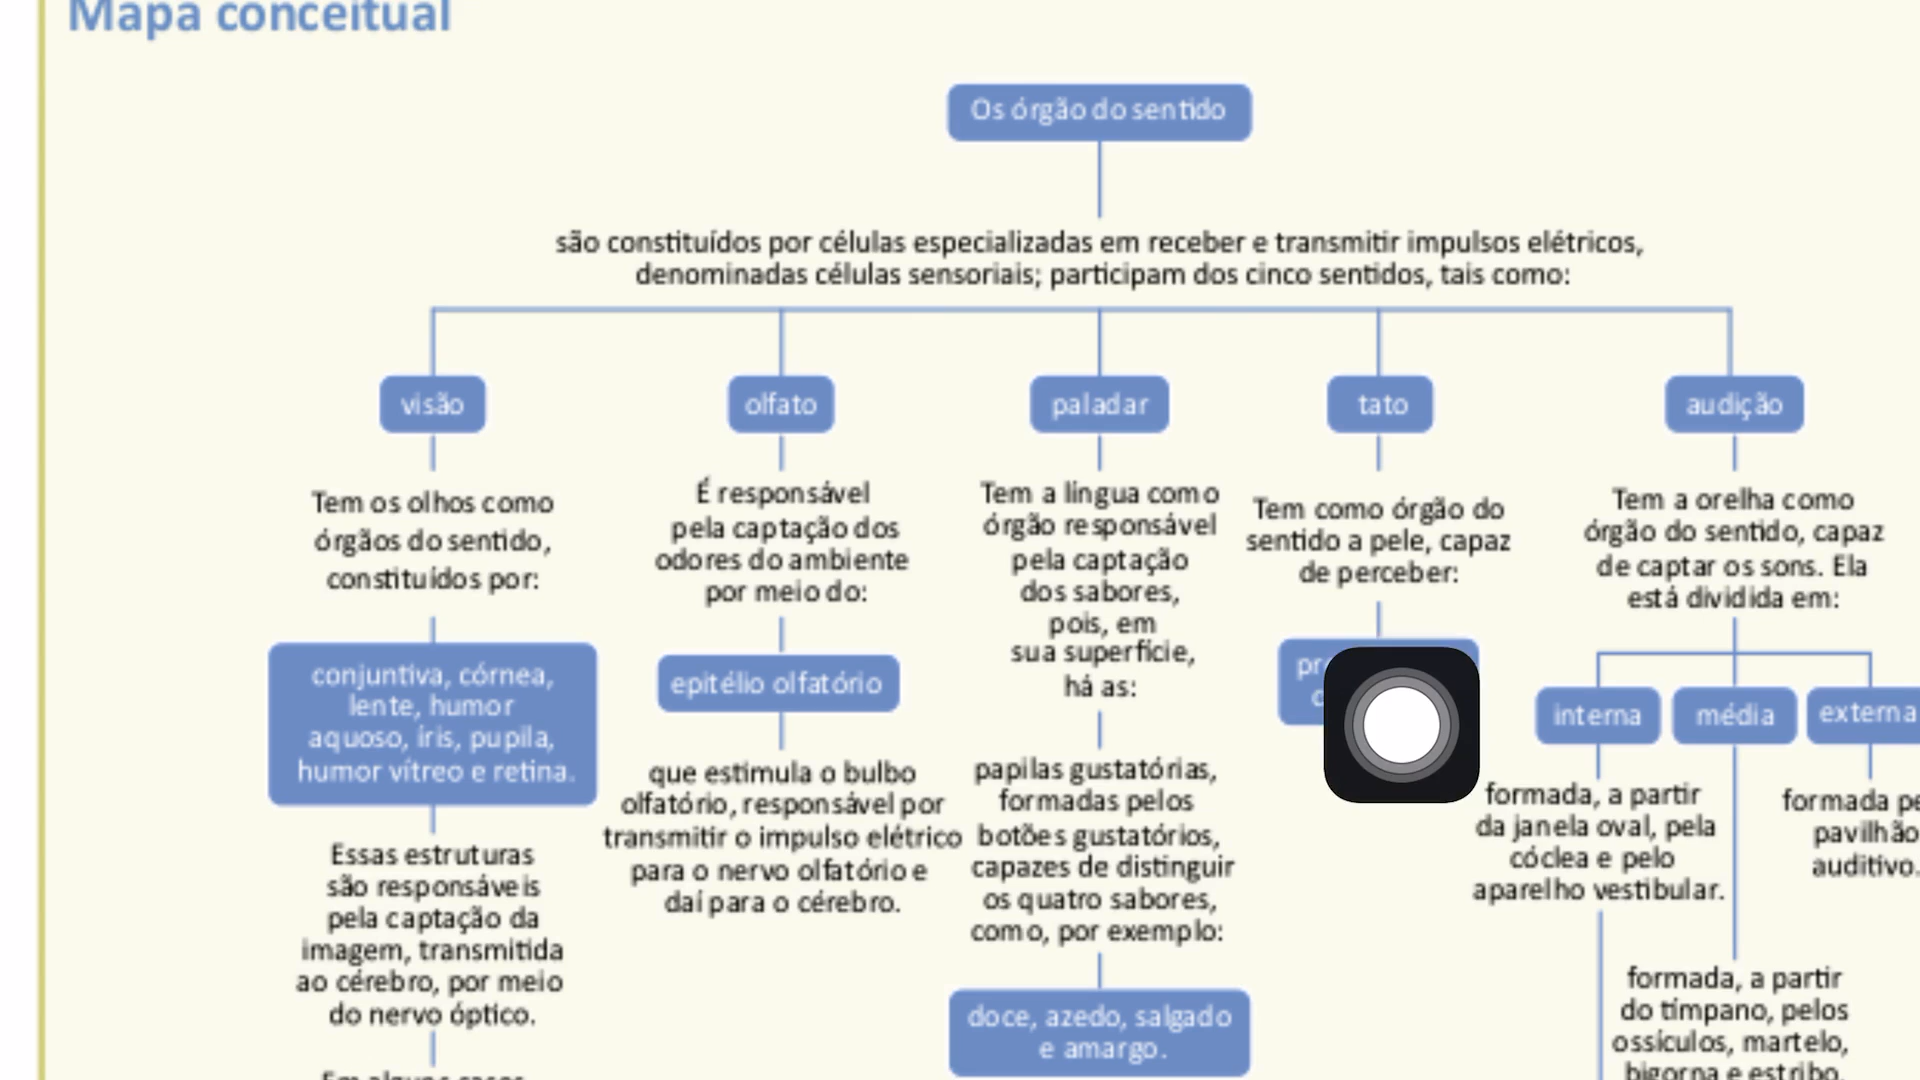 Mapa conceitual
Os órgão do sentido
são constituídos por células especializadas em receber e transmitir impulsos elétricos,
denominadas células sensoriais; participam dos cinco sentidos, tais como:
visão
Tem os olhos como
órgãos do sentido,
constituídos por:
conjuntiva, córnea,
lente, humor
aquoso, íris, pupila,
humor vítreo e retina.
Essas estruturas
são responsáveis
pela captação da
imagem, transmitida
ao cérebro, por meio
do nervo óptico.
olfato
É responsável
pela captação dos
odores do ambiente
por meio do:
epitélio olfatório
que estimula o bulbo
olfatório, responsável por
transmitir o impulso elétrico
para o nervo olfatório e
daí para o cérebro.
paladar
Tem a língua como
órgão responsável
pela captação
dos sabores,
pois, em
sua superfície,
há as:
papilas gustatórias,
formadas pelos
botões gustatórios,
capazes de distinguir
os quatro sabores,
como, por exemplo:
doce, azedo, salgado
e amargo.
tato
Tem como órgão do
sentido a pele, capaz
de perceber:
audição
Tem a orelha como
órgão do sentido, capaz
de captar os sons. Ela
está dividida em:
interna
formada, a partir
da janela oval, pela
cóclea e pelo
aparelho vestibular.
média
formada, a partir
do tímpano, pelos
ossículos, martelo,
bigorna e estribo.
externa
formada
pavilhão
auditivo.